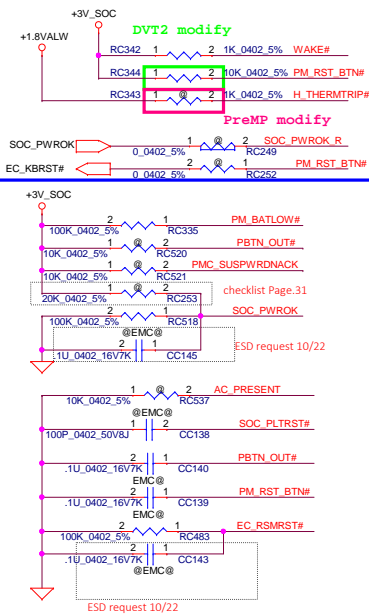 +3V_SOC
DVT2 modify
+1.8VALW
RC342 1 2 1K_0402_5% WAKE#
RC344 1 2 10K_0402_5% PM_RST_BTN#
RC343 1 @ 2 1K_0402_5% H_THERMTRIP#
PreMP modify
SOC_PWROK 1 @ 2 SOC_PWROK_R
0_0402_5% RC249
EC_KBRST# 1 @ 2 PM_RST_BTN#
0_0402_5% RC252
+3V_SOC
2 1 PM_BATLOW#
100K_0402_5% RC335
1 @ 2 PBTN_OUT#
10K_0402_5% RC520
1 @ 2 PMC_SUSPWRDNACK
10K_0402_5% RC521
1 @ 2 checklist Page.31
20K_0402_5% RC253
2 1 SOC_PWROK
100K_0402_5% RC518
@EMC@
2 1 ESD request 10/22
.1U_0402_16V7K CC145
1 @ 2 AC_PRESENT
10K_0402_5% RC537
@EMC@
2 1 SOC_PLTRST#
100P_0402_50V8J CC138
2 1 PBTN_OUT#
.1U_0402_16V7K CC140
EMC@
2 1 PM_RST_BTN#
.1U_0402_16V7K CC139
EMC@
2 1 EC_RSMRST#
100K_0402_5% RC483
2 1
.1U_0402_16V7K CC143
@EMC@
ESD request 10/22